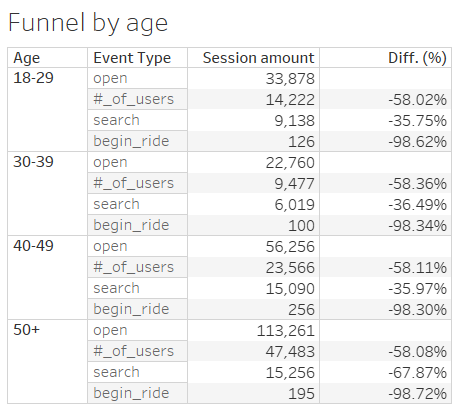 Funnel by age
Age Event Type Session amount Diff. (%)
18-29 open 33,878
#_of_users 14,222 -58.02%
search 9,138 -35.75%
begin_ride 126 -98.62%
30-39 open 22,760
#_of_users 9,477 -58.36%
search 6,019 -36.49%
begin_ride 100 -98.34%
40-49 open 56,256
#_of_users 23,566 -58.11%
search 15,090 -35.97%
begin_ride 256 -98.30%
50+ open 113,261
#_of_users 47,483 -58.08%
search 15,256 -67.87%
begin_ride 195 -98.72%